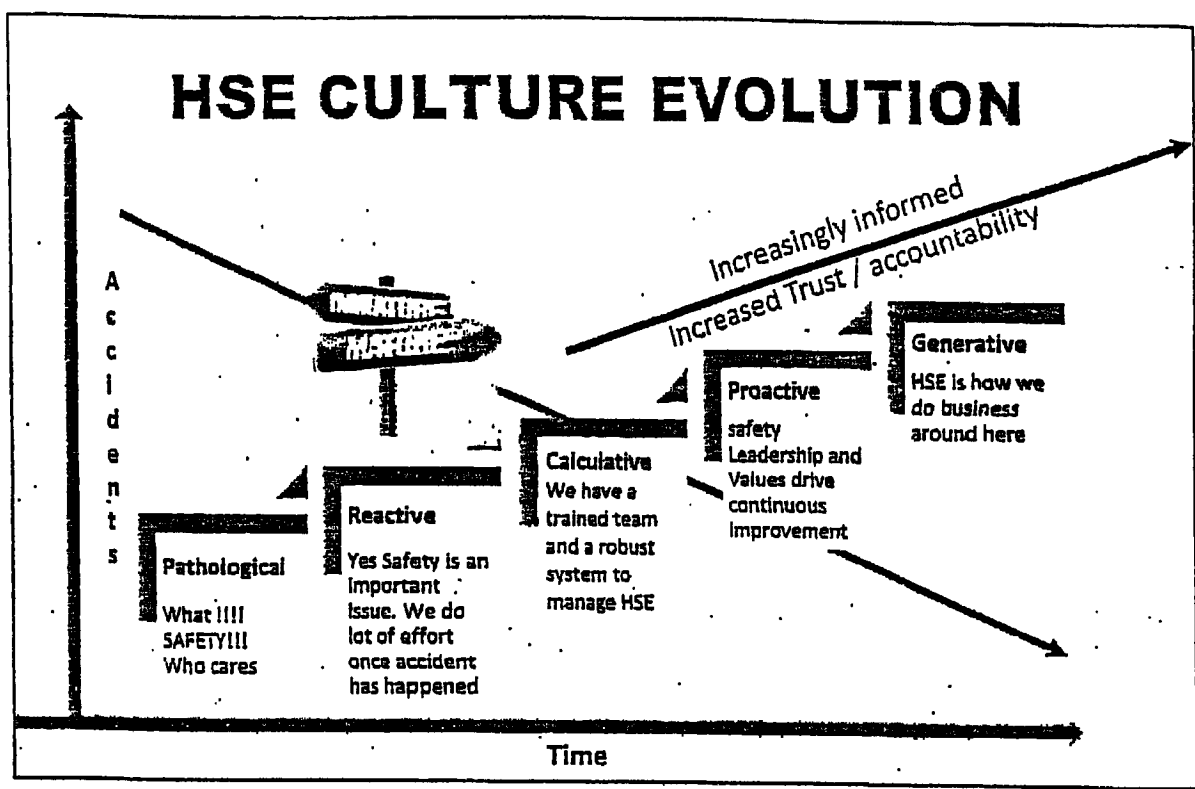 HSE CULTURE EVOLUTION
Accidents
Increasingly informed
Increased Trust / accountability
Pathological
What !!!!
SAFETY!!!
Who cares
Reactive
Yes Safety is an
Important
Issue. We do
lot of effort
once accident
has happened
Calculative
We have a
trained team
and a robust
system to
manage HSE
Proactive
safety
Leadership and
Values drive
continuous
Improvement
Generative
HSE is how we
do business
around here
Time